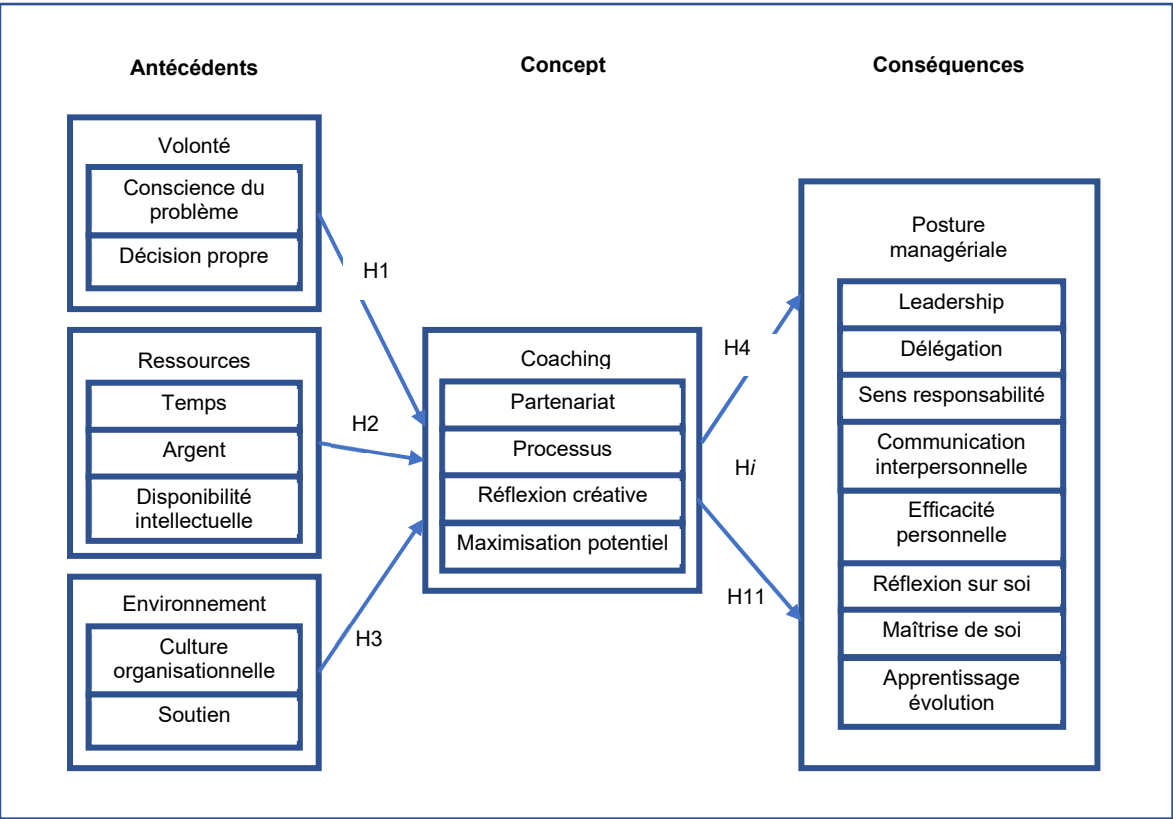 Antécédents
Concept
Conséquences
Volonté
Conscience du
problème
Décision propre
H1
Ressources
Temps
Argent
Disponibilité
intellectuelle
H2
Environnement
Culture
organisationnelle
Soutien
H3
Coaching
Partenariat
Processus
Réflexion créative
Maximisation potentiel
H4
Hi
H11
Posture
managériale
Leadership
Délégation
Sens responsabilité
Communication
interpersonnelle
Efficacité
personnelle
Réflexion sur soi
Maîtrise de soi
Apprentissage
évolution